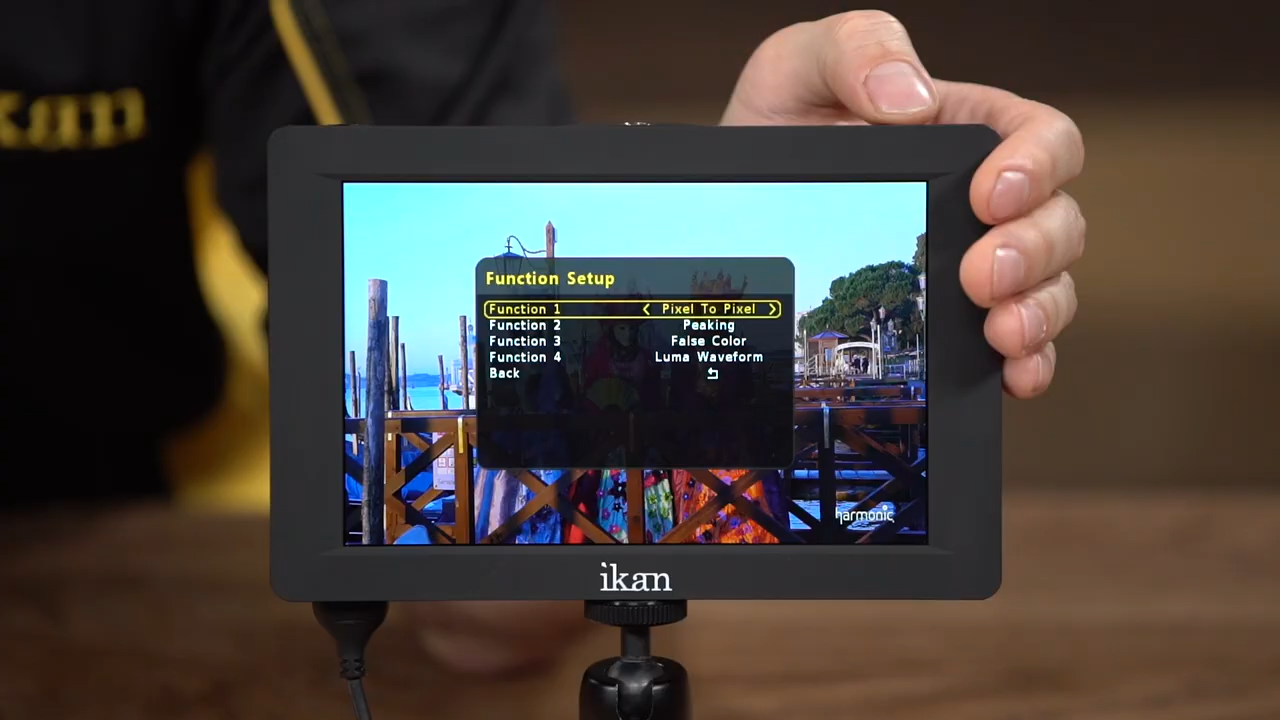 Function Setup
Function 1 < Pixel To Pixel >
Function 2 Peaking
Function 3 False Color
Function 4 Luma Waveform
Back
harmonic
ikan